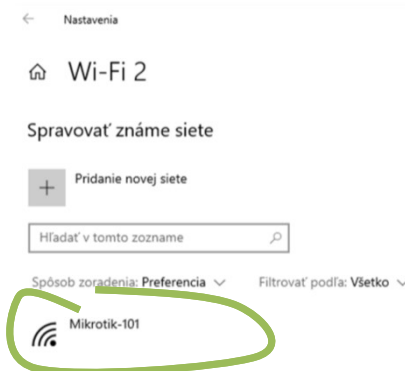 Nastavenia
Wi-Fi 2
Spravovať známe siete
Pridanie novej siete
Hľadať v tomto zozname
Spôsob zoradenia: Preferencia Filtrovať podľa: Všetko
Mikrotik-101